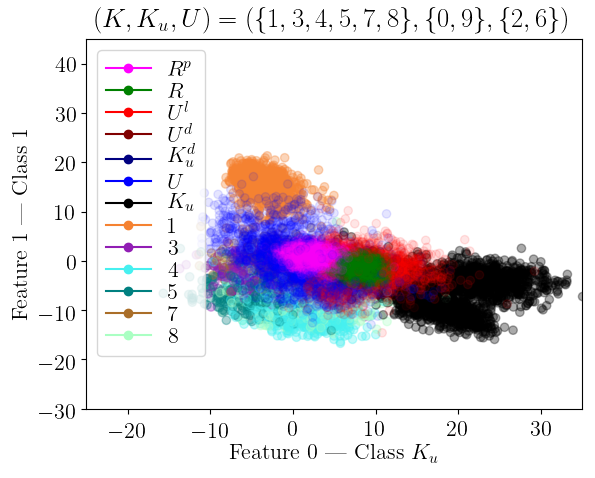 (K, K_u, U) = ({1, 3, 4, 5, 7, 8}, {0, 9}, {2, 6})
Feature 1 — Class 1
40
30
20
10
0
−10
−20
−30
R^p
R
U^l
U^d
K_u^d
U
K_u
1
3
4
5
7
8
−20 −10 0 10 20 30
Feature 0 — Class K_u